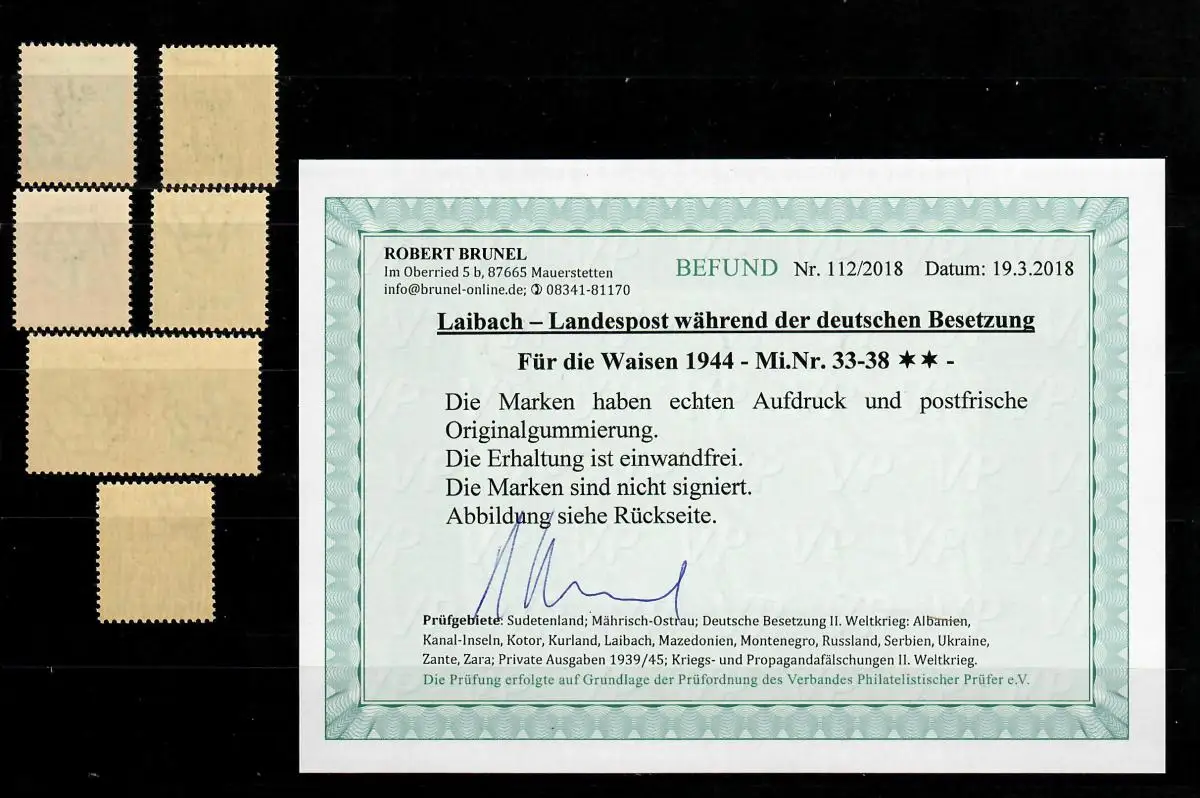 ROBERT BRUNEL
Im Oberried 5 b, 87665 Mauerstetten
info@brunel-online.de; ✆ 08341-81170
BEFUND Nr. 112/2018 Datum: 19.3.2018
Laibach – Landespost während der deutschen Besetzung
Für die Waisen 1944 - Mi.Nr. 33-38 ✶✶ -
Die Marken haben echten Aufdruck und postfrische
Originalgummierung.
Die Erhaltung ist einwandfrei.
Die Marken sind nicht signiert.
Abbildung siehe Rückseite.
Prüfgebiete: Sudetenland; Mährisch-Ostrau; Deutsche Besetzung II. Weltkrieg: Albanien,
Kanal-Inseln, Kotor, Kurland, Laibach, Mazedonien, Montenegro, Russland, Serbien, Ukraine,
Zante, Zara; Private Ausgaben 1939/45; Kriegs- und Propagandafälschungen II. Weltkrieg.
Die Prüfung erfolgte auf Grundlage der Prüfordnung des Verbandes Philatelistischer Prüfer e.V.